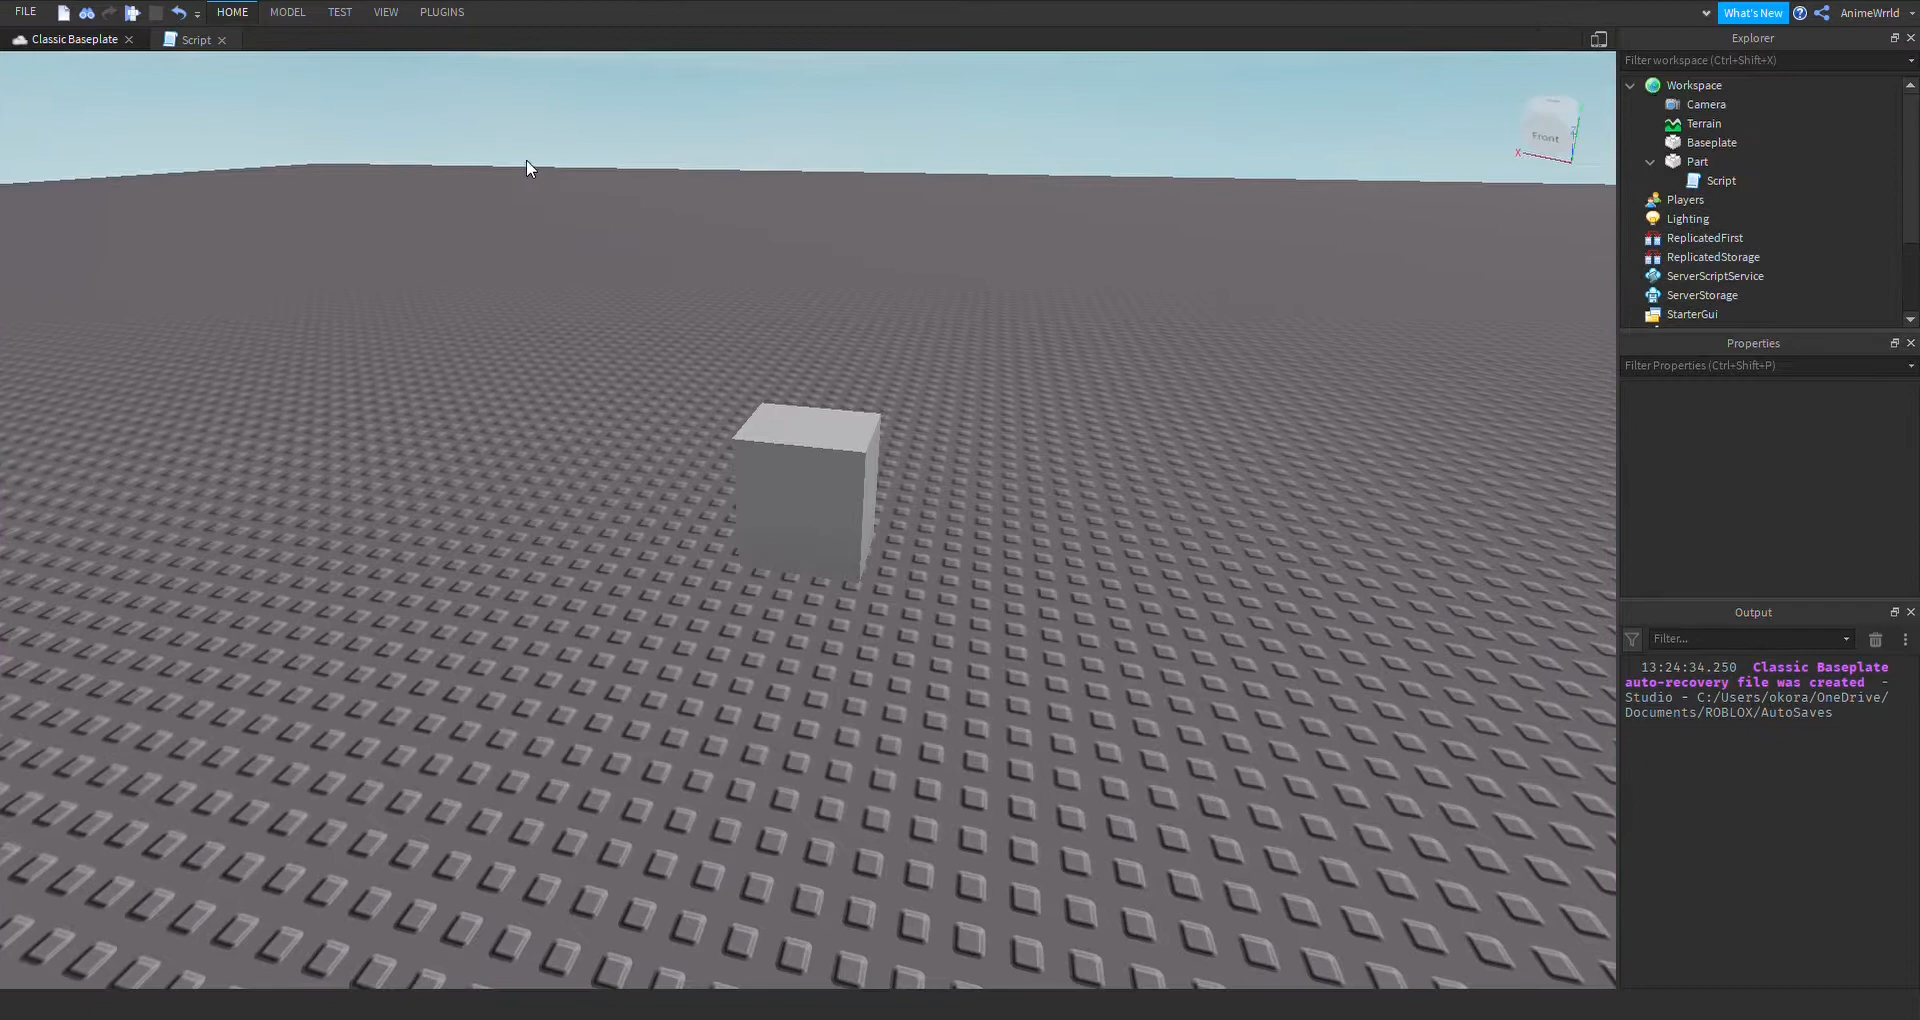 FILE
HOME
MODEL
TEST
VIEW
PLUGINS
What's New
AnimeWrrld
Classic Baseplate
Script
Front
X
Explorer
Filter workspace (Ctrl+Shift+X)
Workspace
Camera
Terrain
Baseplate
Part
Script
Players
Lighting
ReplicatedFirst
ReplicatedStorage
ServerScriptService
ServerStorage
StarterGui
Properties
Filter Properties (Ctrl+Shift+P)
Output
Filter...
13:24:34.250 Classic Baseplate
auto-recovery file was created -
Studio - C:/Users/okora/OneDrive/
Documents/ROBLOX/AutoSaves